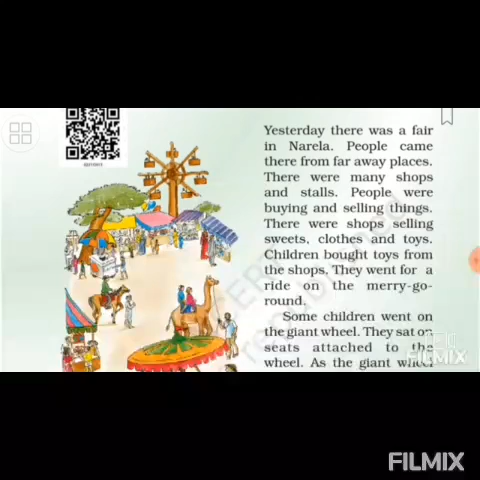 Yesterday there was a fair
in Narela. People came
there from far away places.
There were many shops
and stalls. People were
buying and selling things.
There were shops selling
sweets, clothes and toys.
Children bought toys from
the shops. They went for a
ride on the merry-go-
round.
Some children went on
the giant wheel. They sat on
seats attached to the
wheel. As the giant wheel
FILMIX
FILMIX